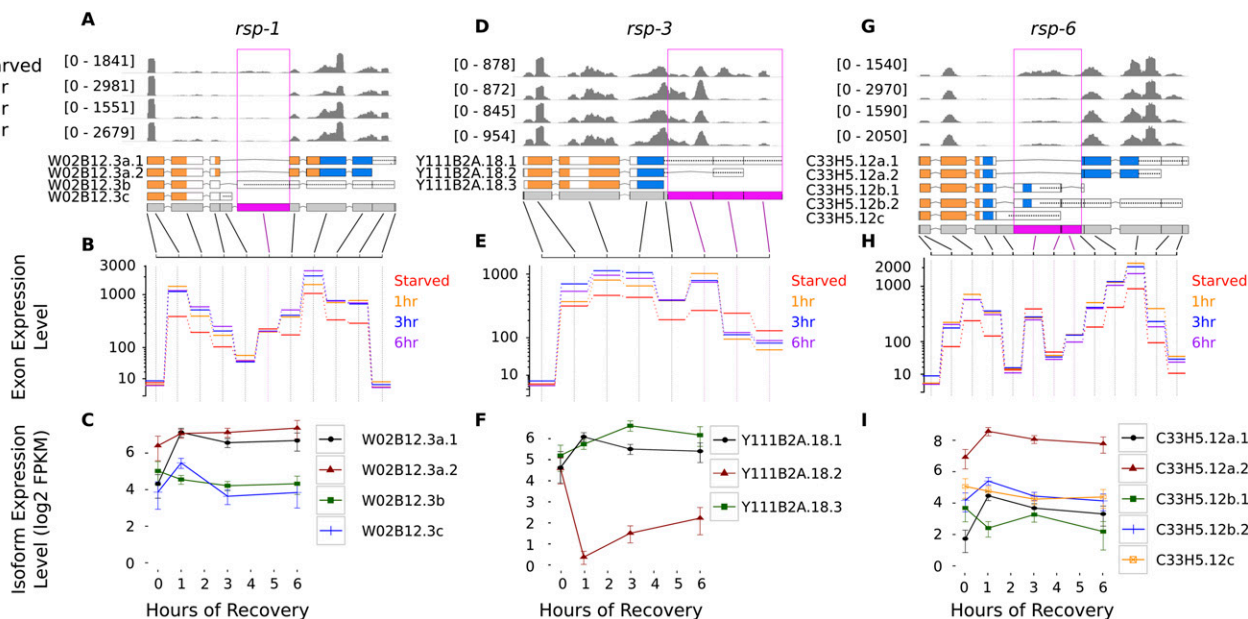 A
rsp-1
arved
[0 - 1841]
r
[0 - 2981]
r
[0 - 1551]
r
[0 - 2679]
W02B12.3a.1
W02B12.3a.2
W02B12.3b
W02B12.3c
D
rsp-3
[0 - 878]
[0 - 872]
[0 - 845]
[0 - 954]
Y111B2A.18.1
Y111B2A.18.2
Y111B2A.18.3
G
rsp-6
[0 - 1540]
[0 - 2970]
[0 - 1590]
[0 - 2050]
C33H5.12a.1
C33H5.12a.2
C33H5.12b.1
C33H5.12b.2
C33H5.12c
B
Exon Expression
Level
3000
1000
100
10
Starved
1hr
3hr
6hr
E
1000
100
10
Starved
1hr
3hr
6hr
H
2000
1000
100
10
Starved
1hr
3hr
6hr
C
Isoform Expression
Level (log2 FPKM)
6
4
2
0
0 1 2 3 4 5 6
Hours of Recovery
W02B12.3a.1
W02B12.3a.2
W02B12.3b
W02B12.3c
F
6
5
4
3
2
1
0
0 1 2 3 4 5 6
Hours of Recovery
Y111B2A.18.1
Y111B2A.18.2
Y111B2A.18.3
I
8
6
4
2
0
0 1 2 3 4 5 6
Hours of Recovery
C33H5.12a.1
C33H5.12a.2
C33H5.12b.1
C33H5.12b.2
C33H5.12c